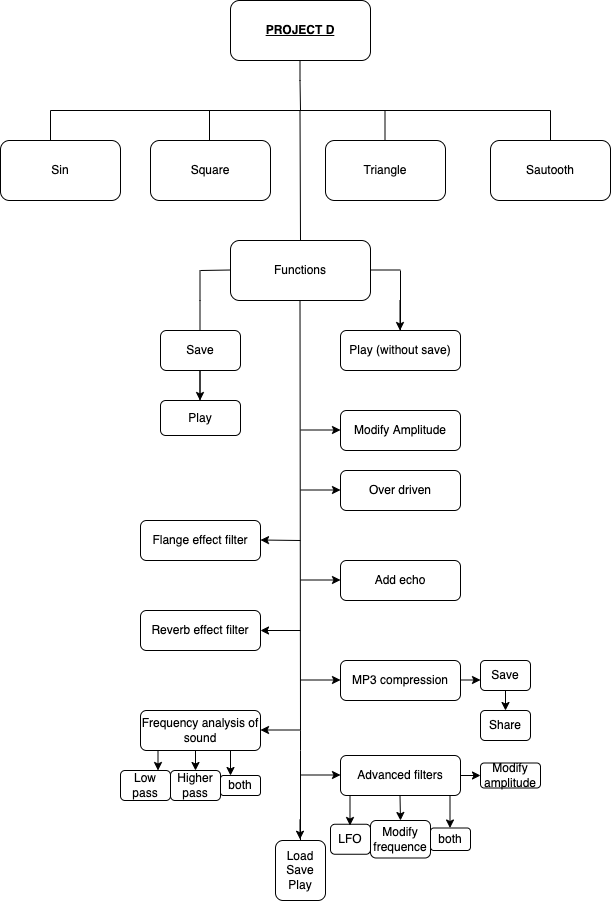 PROJECT D
Sin
Square
Triangle
Sautooth
Functions
Save
Play (without save)
Play
Modify Amplitude
Over driven
Flange effect filter
Add echo
Reverb effect filter
MP3 compression
Save
Share
Frequency analysis of
sound
Low
pass
Higher
pass
both
Advanced filters
Modify
amplitude
LFO
Modify
frequence
both
Load
Save
Play